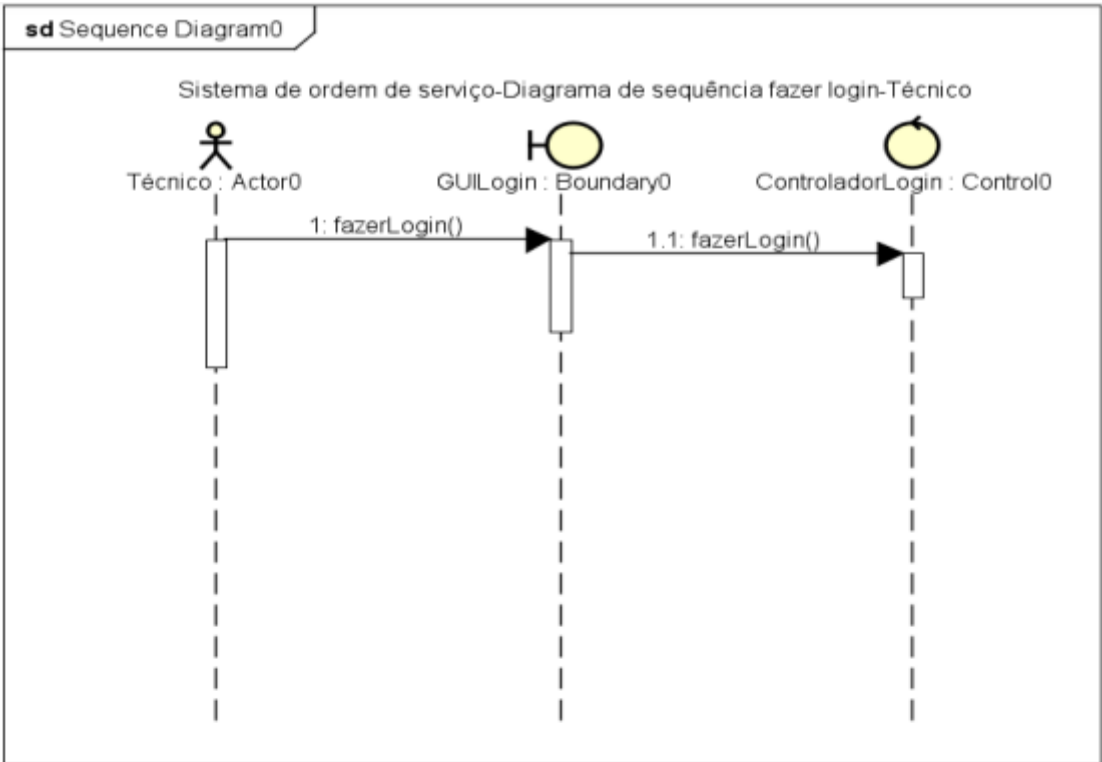 sd Sequence Diagram0
Sistema de ordem de serviço-Diagrama de sequência fazer login-Técnico
Técnico : Actor0
GUILogin : Boundary0
ControladorLogin : Control0
1: fazerLogin()
1.1: fazerLogin()